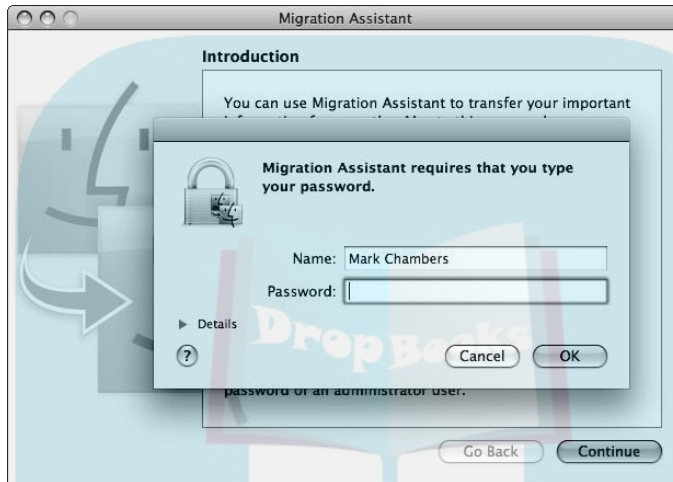 Migration Assistant
Introduction
You can use Migration Assistant to transfer your important
Migration Assistant requires that you type
your password.
Name: Mark Chambers
Password:
Details
?
DropBooks
Cancel
OK
password of an administrator user.
Go Back
Continue